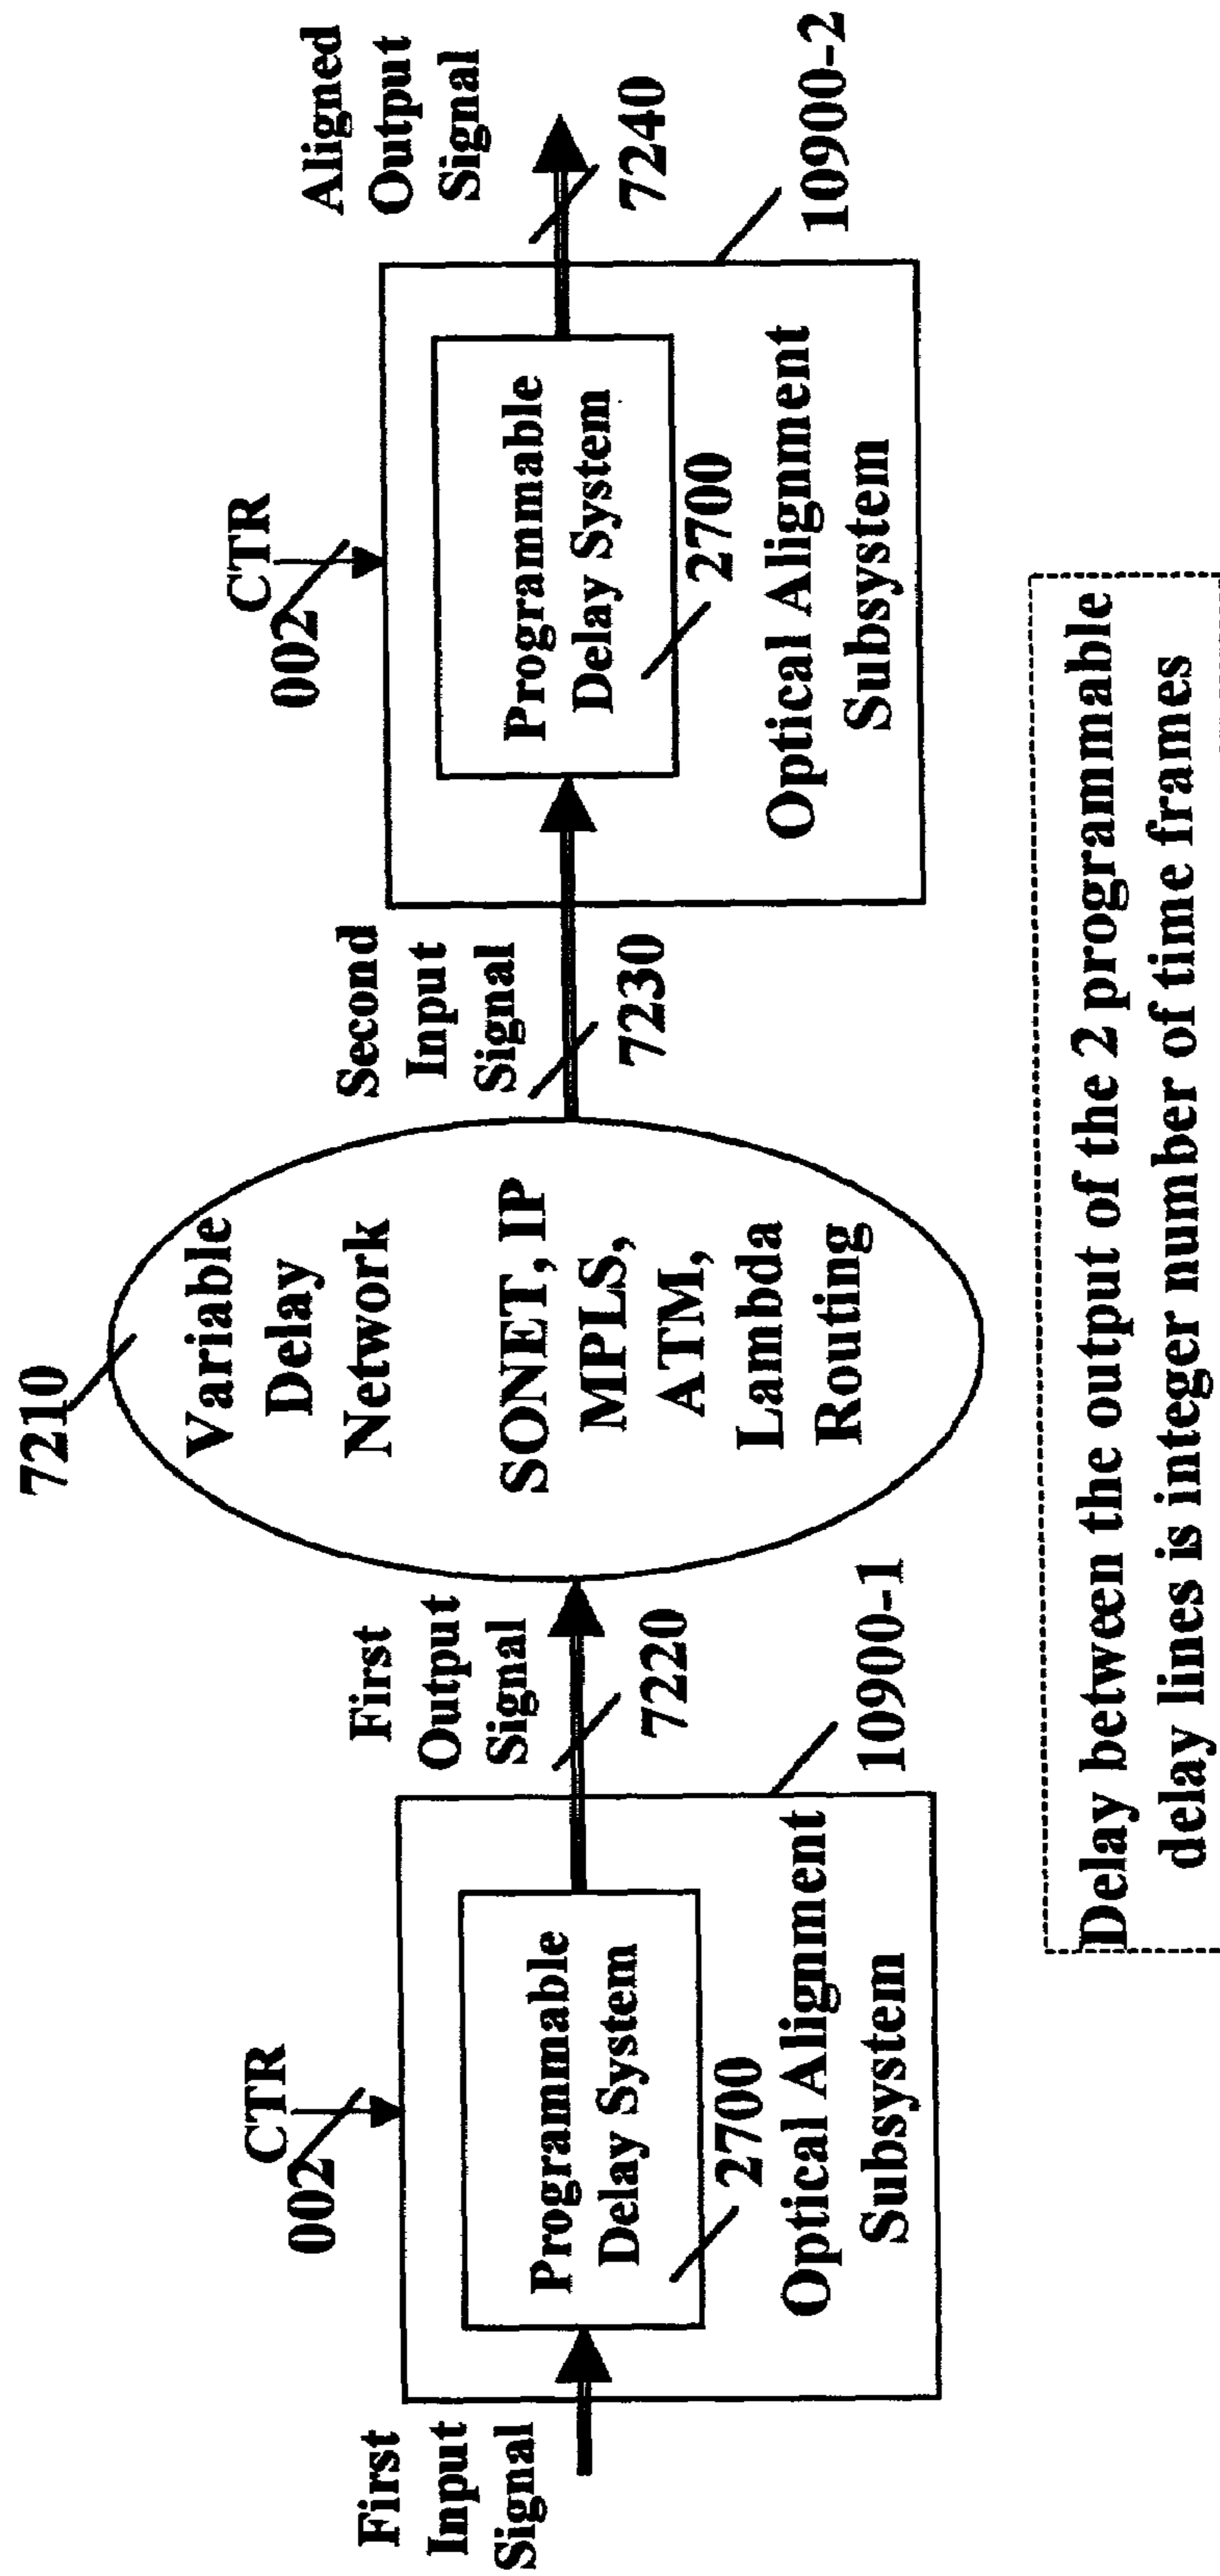 7210
CTR
002
CTR
002
First
Input
Signal
Programmable
Delay System
2700
Optical Alignment
Subsystem
10900-1
First
Output
Signal
7220
Variable
Delay
Network
SONET, IP
MPLS,
ATM,
Lambda
Routing
Second
Input
Signal
7230
Programmable
Delay System
2700
Optical Alignment
Subsystem
10900-2
Aligned
Output
Signal
7240
Delay between the output of the 2 programmable
delay lines is integer number of time frames